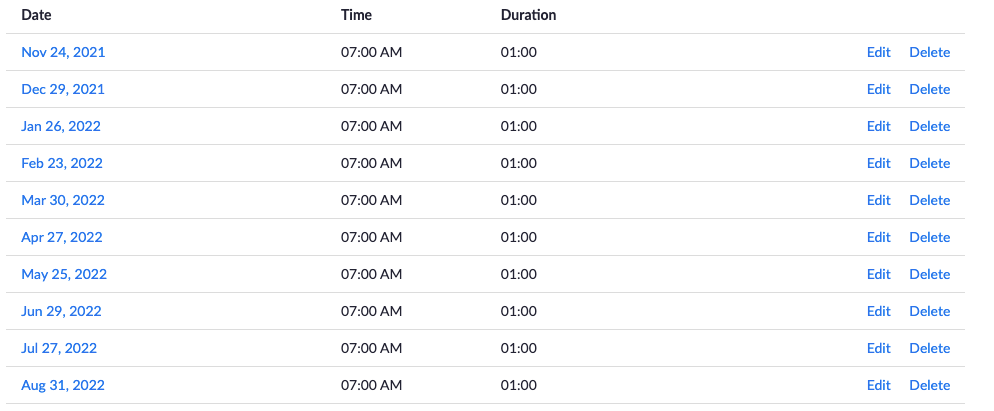 Date Time Duration
Nov 24, 2021 07:00 AM 01:00 Edit Delete
Dec 29, 2021 07:00 AM 01:00 Edit Delete
Jan 26, 2022 07:00 AM 01:00 Edit Delete
Feb 23, 2022 07:00 AM 01:00 Edit Delete
Mar 30, 2022 07:00 AM 01:00 Edit Delete
Apr 27, 2022 07:00 AM 01:00 Edit Delete
May 25, 2022 07:00 AM 01:00 Edit Delete
Jun 29, 2022 07:00 AM 01:00 Edit Delete
Jul 27, 2022 07:00 AM 01:00 Edit Delete
Aug 31, 2022 07:00 AM 01:00 Edit Delete